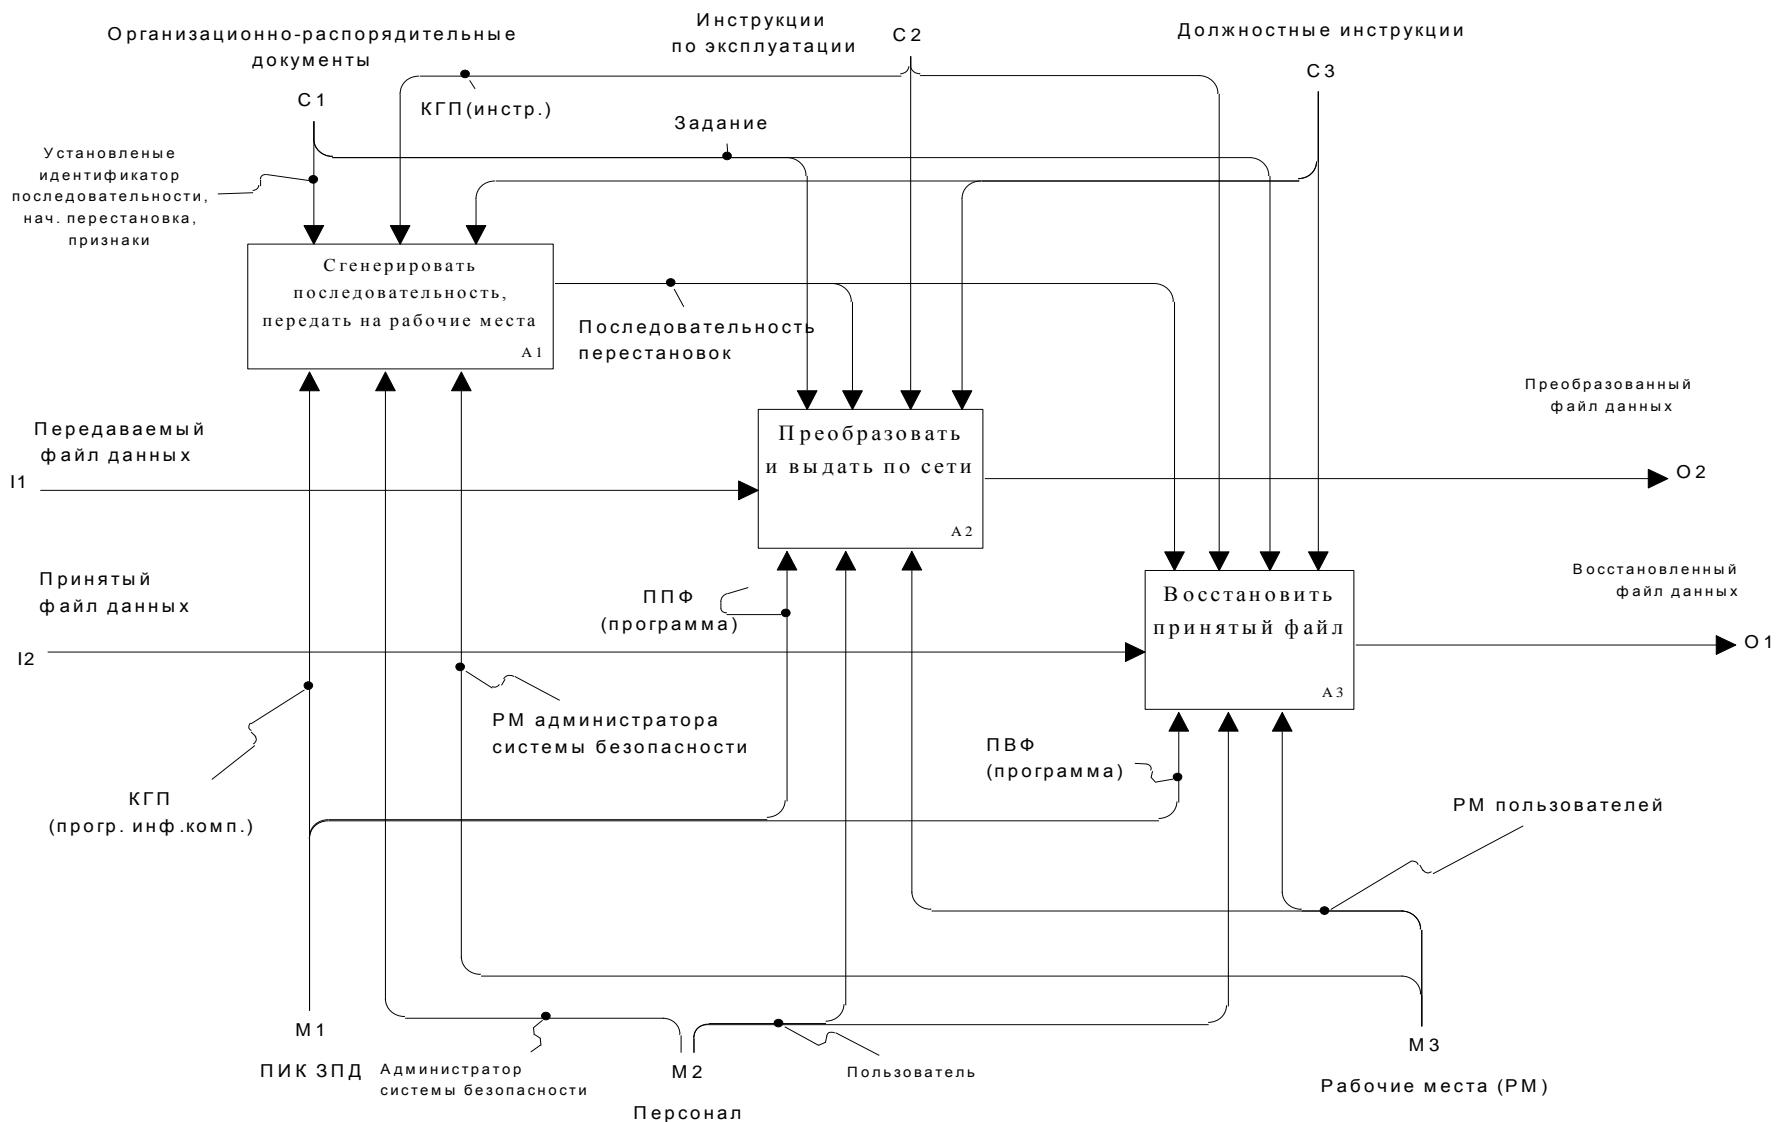 Организационно-распорядительные
документы
C1
Инструкции
по эксплуатации
C2
Должностные инструкции
C3
КГП(инстр.)
Задание
Установленые
идентификатор
последовательности,
нач. перестановка,
признаки
Сгенерировать
последовательность,
передать на рабочие места
A1
Последовательность
перестановок
Преобразованный
файл данных
Передаваемый
файл данных
I1
Преобразовать
и выдать по сети
A2
O2
Принятый
файл данных
I2
ППФ
(программа)
Восстановленный
файл данных
Восстановить
принятый файл
A3
O1
РМ администратора
системы безопасности
ПВФ
(программа)
КГП
(прогр. инф.комп.)
РМ пользователей
M1
ПИК ЗПД
Администратор
системы безопасности
M2
Персонал
Пользователь
M3
Рабочие места (РМ)